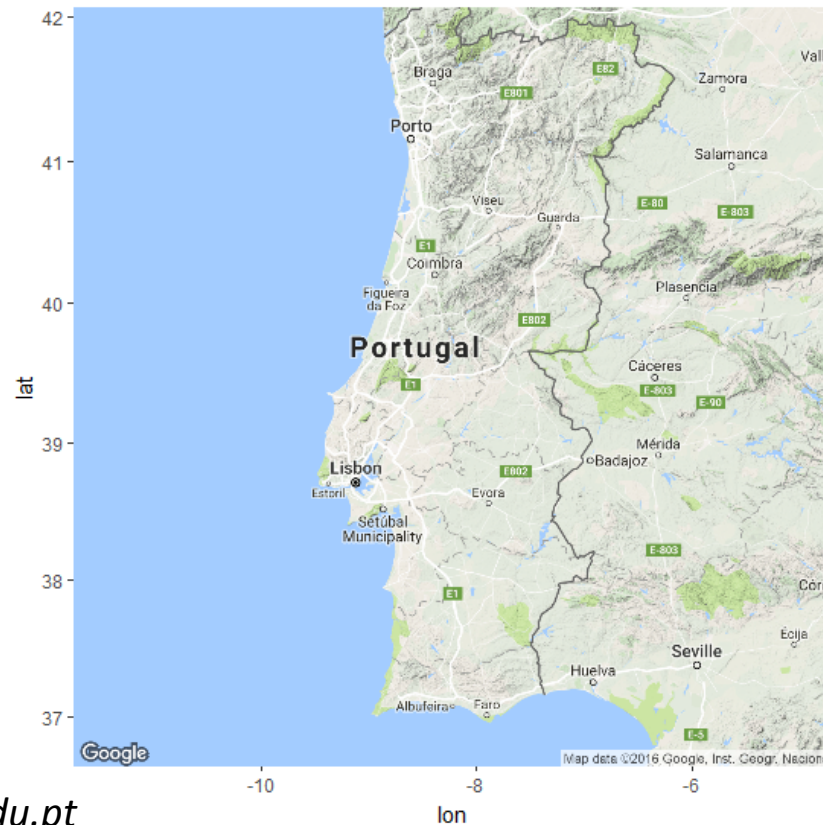 42
Braga
E82
E801
Zamora
Vall
Porto
41
Salamanca
Viseu
E-80
E-803
Guarda
E1
Coimbra
40
Figueira
da Foz
Plasencia
E802
Portugal
Cáceres
E1
E-803
E-90
lat
39
Mérida
Badajoz
Lisbon
E802
Estoril
Evora
Setúbal
Municipality
E-803
38
E1
Córd
Écija
Seville
Huelva
37
Albufeira
Faro
E-5
Google
Map data ©2016 Google, Inst. Geogr. Nacion
-10
-8
-6
du.pt
lon